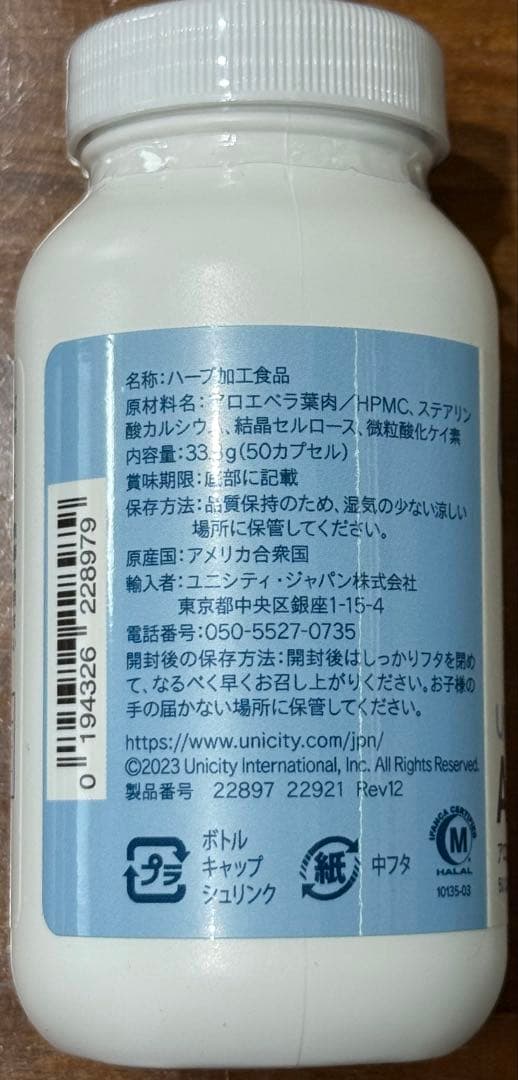 名称:ハーブ加工食品
原材料名:アロエベラ葉肉/HPMC、ステアリン
酸カルシウム、結晶セルロース、微粒酸化ケイ素
内容量:33.3g(50カプセル)
賞味期限:底部に記載
保存方法:品質保持のため、湿気の少ない涼しい
場所に保管してください。
原産国:アメリカ合衆国
輸入者:ユニシティ・ジャパン株式会社
東京都中央区銀座1-15-4
電話番号:050-5527-0735
開封後の保存方法:開封後はしっかりフタを閉め
て、なるべく早くお召し上がりください。お子様の
手の届かない場所に保管してください。
https://www.unicity.com/jpn/
©2023 Unicity International, Inc. All Rights Reserved.
製品番号 22897 22921 Rev12
プラ
ボトル
キャップ
シュリンク
紙
中フタ
IFANCA CERTIFIED
M
HALAL
10135-03
0 194326 228979